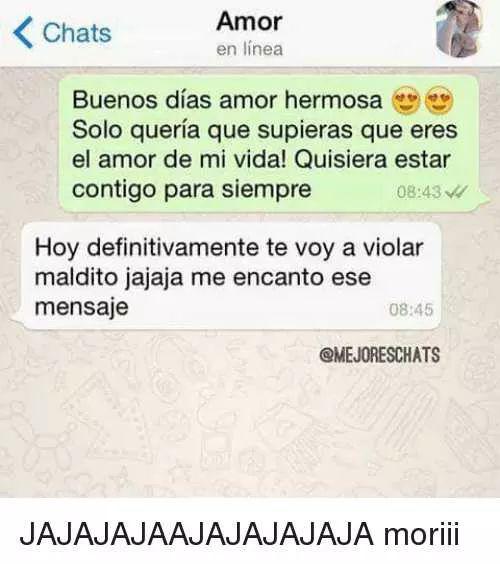 Chats
Amor
en línea
Buenos días amor hermosa 😍😍
Solo quería que supieras que eres
el amor de mi vida! Quisiera estar
contigo para siempre
08:43
Hoy definitivamente te voy a violar
maldito jajaja me encanto ese
mensaje
08:45
@MEJORESCHATS
JAJAJAJAAJAJAJAJAJA moriii